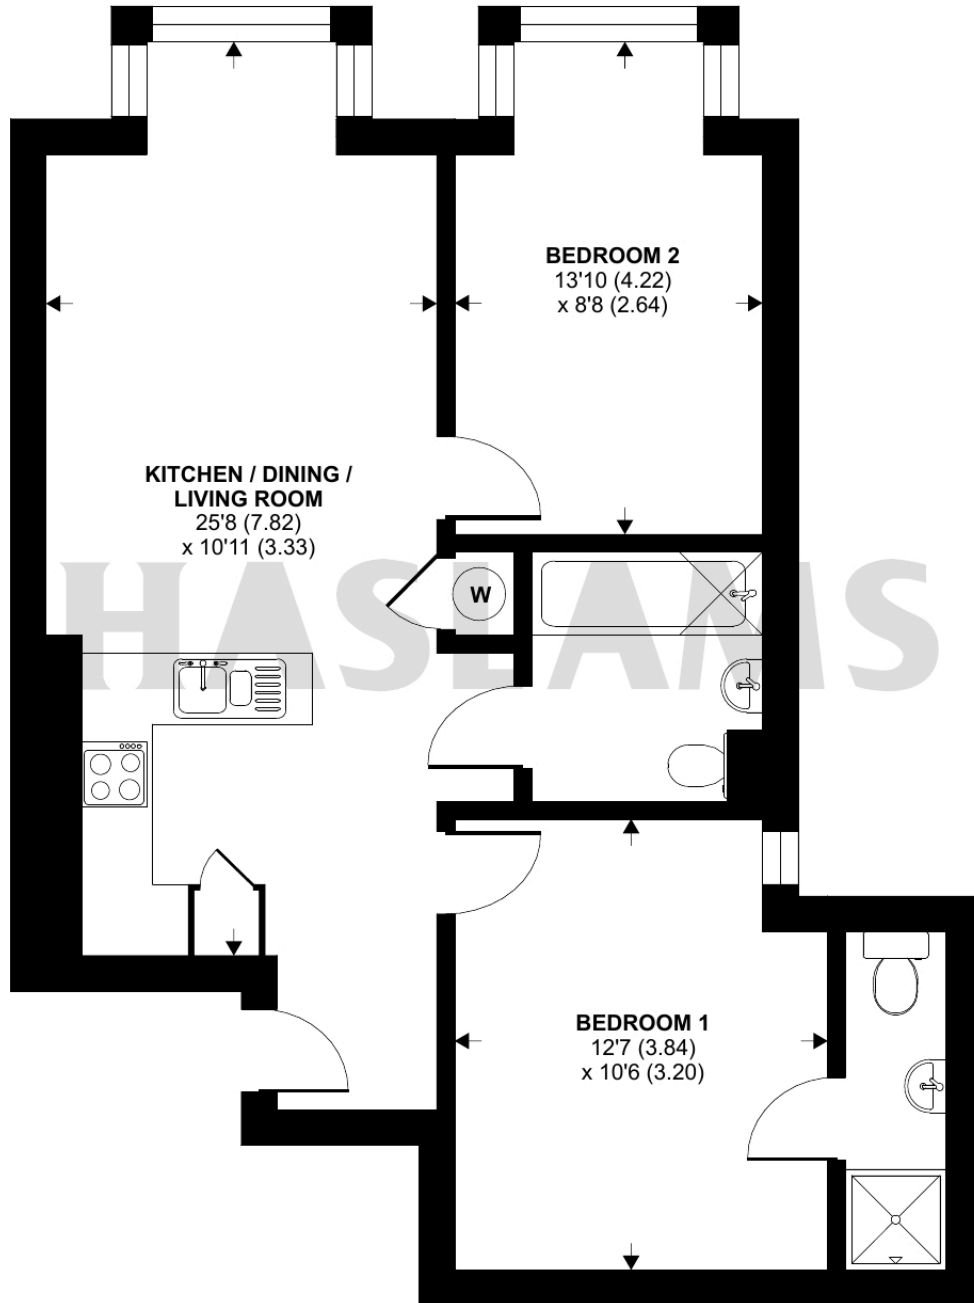 BEDROOM 2
13'10 (4.22)
x 8'8 (2.64)
KITCHEN / DINING /
LIVING ROOM
25'8 (7.82)
x 10'11 (3.33)
HASLAMS
W
BEDROOM 1
12'7 (3.84)
x 10'6 (3.20)